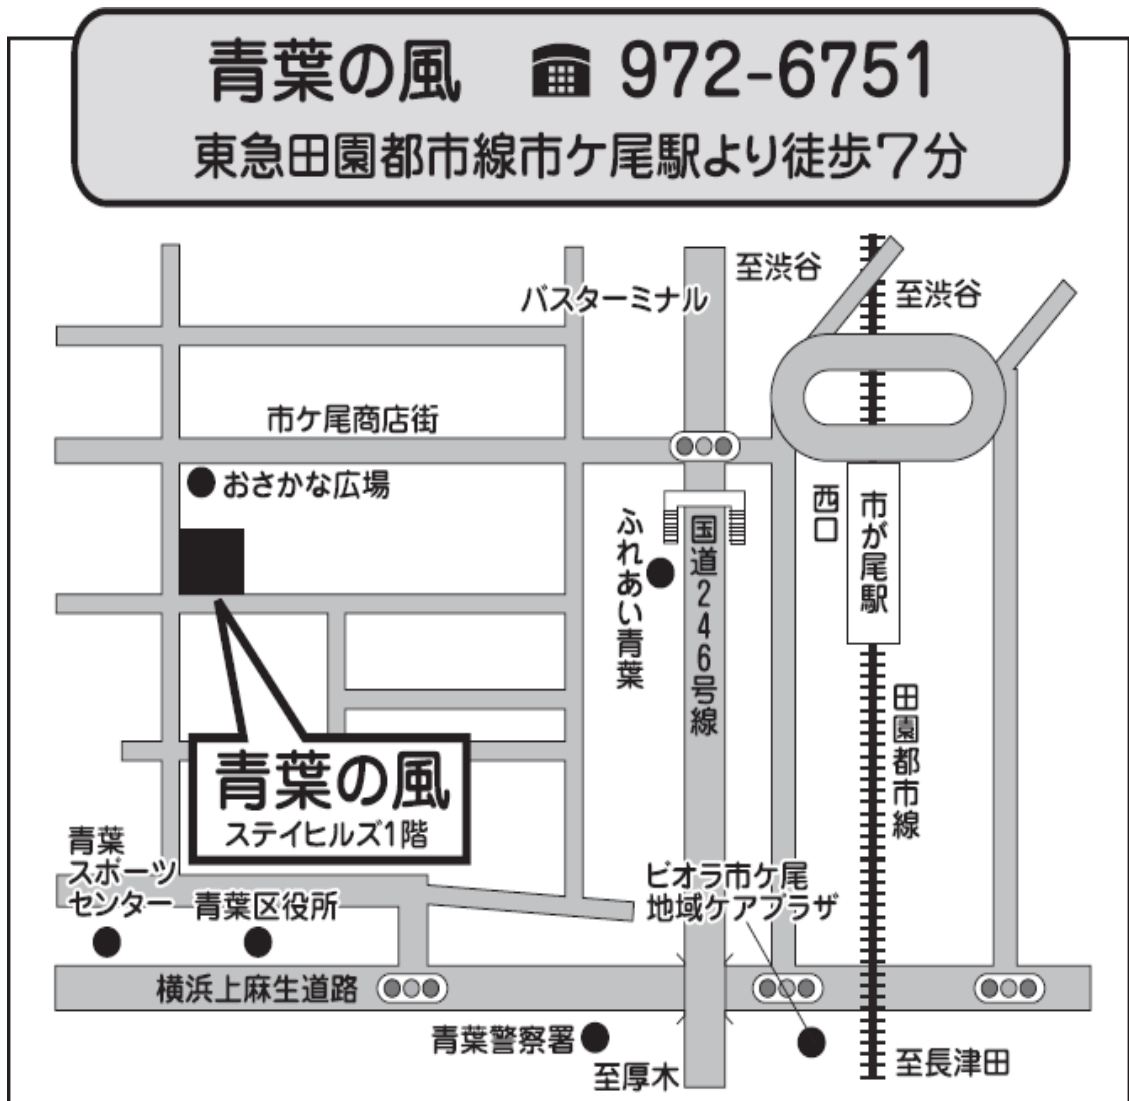 青葉の風 ☎ 972-6751
東急田園都市線市ケ尾駅より徒歩7分
至渋谷
至渋谷
バスターミナル
市ケ尾商店街
おさかな広場
西口
市が尾駅
ふれあい青葉
国道246号線
田園都市線
青葉の風
ステイヒルズ1階
青葉
スポーツ
センター
青葉区役所
ビオラ市ケ尾
地域ケアプラザ
横浜上麻生道路
青葉警察署
至厚木
至長津田